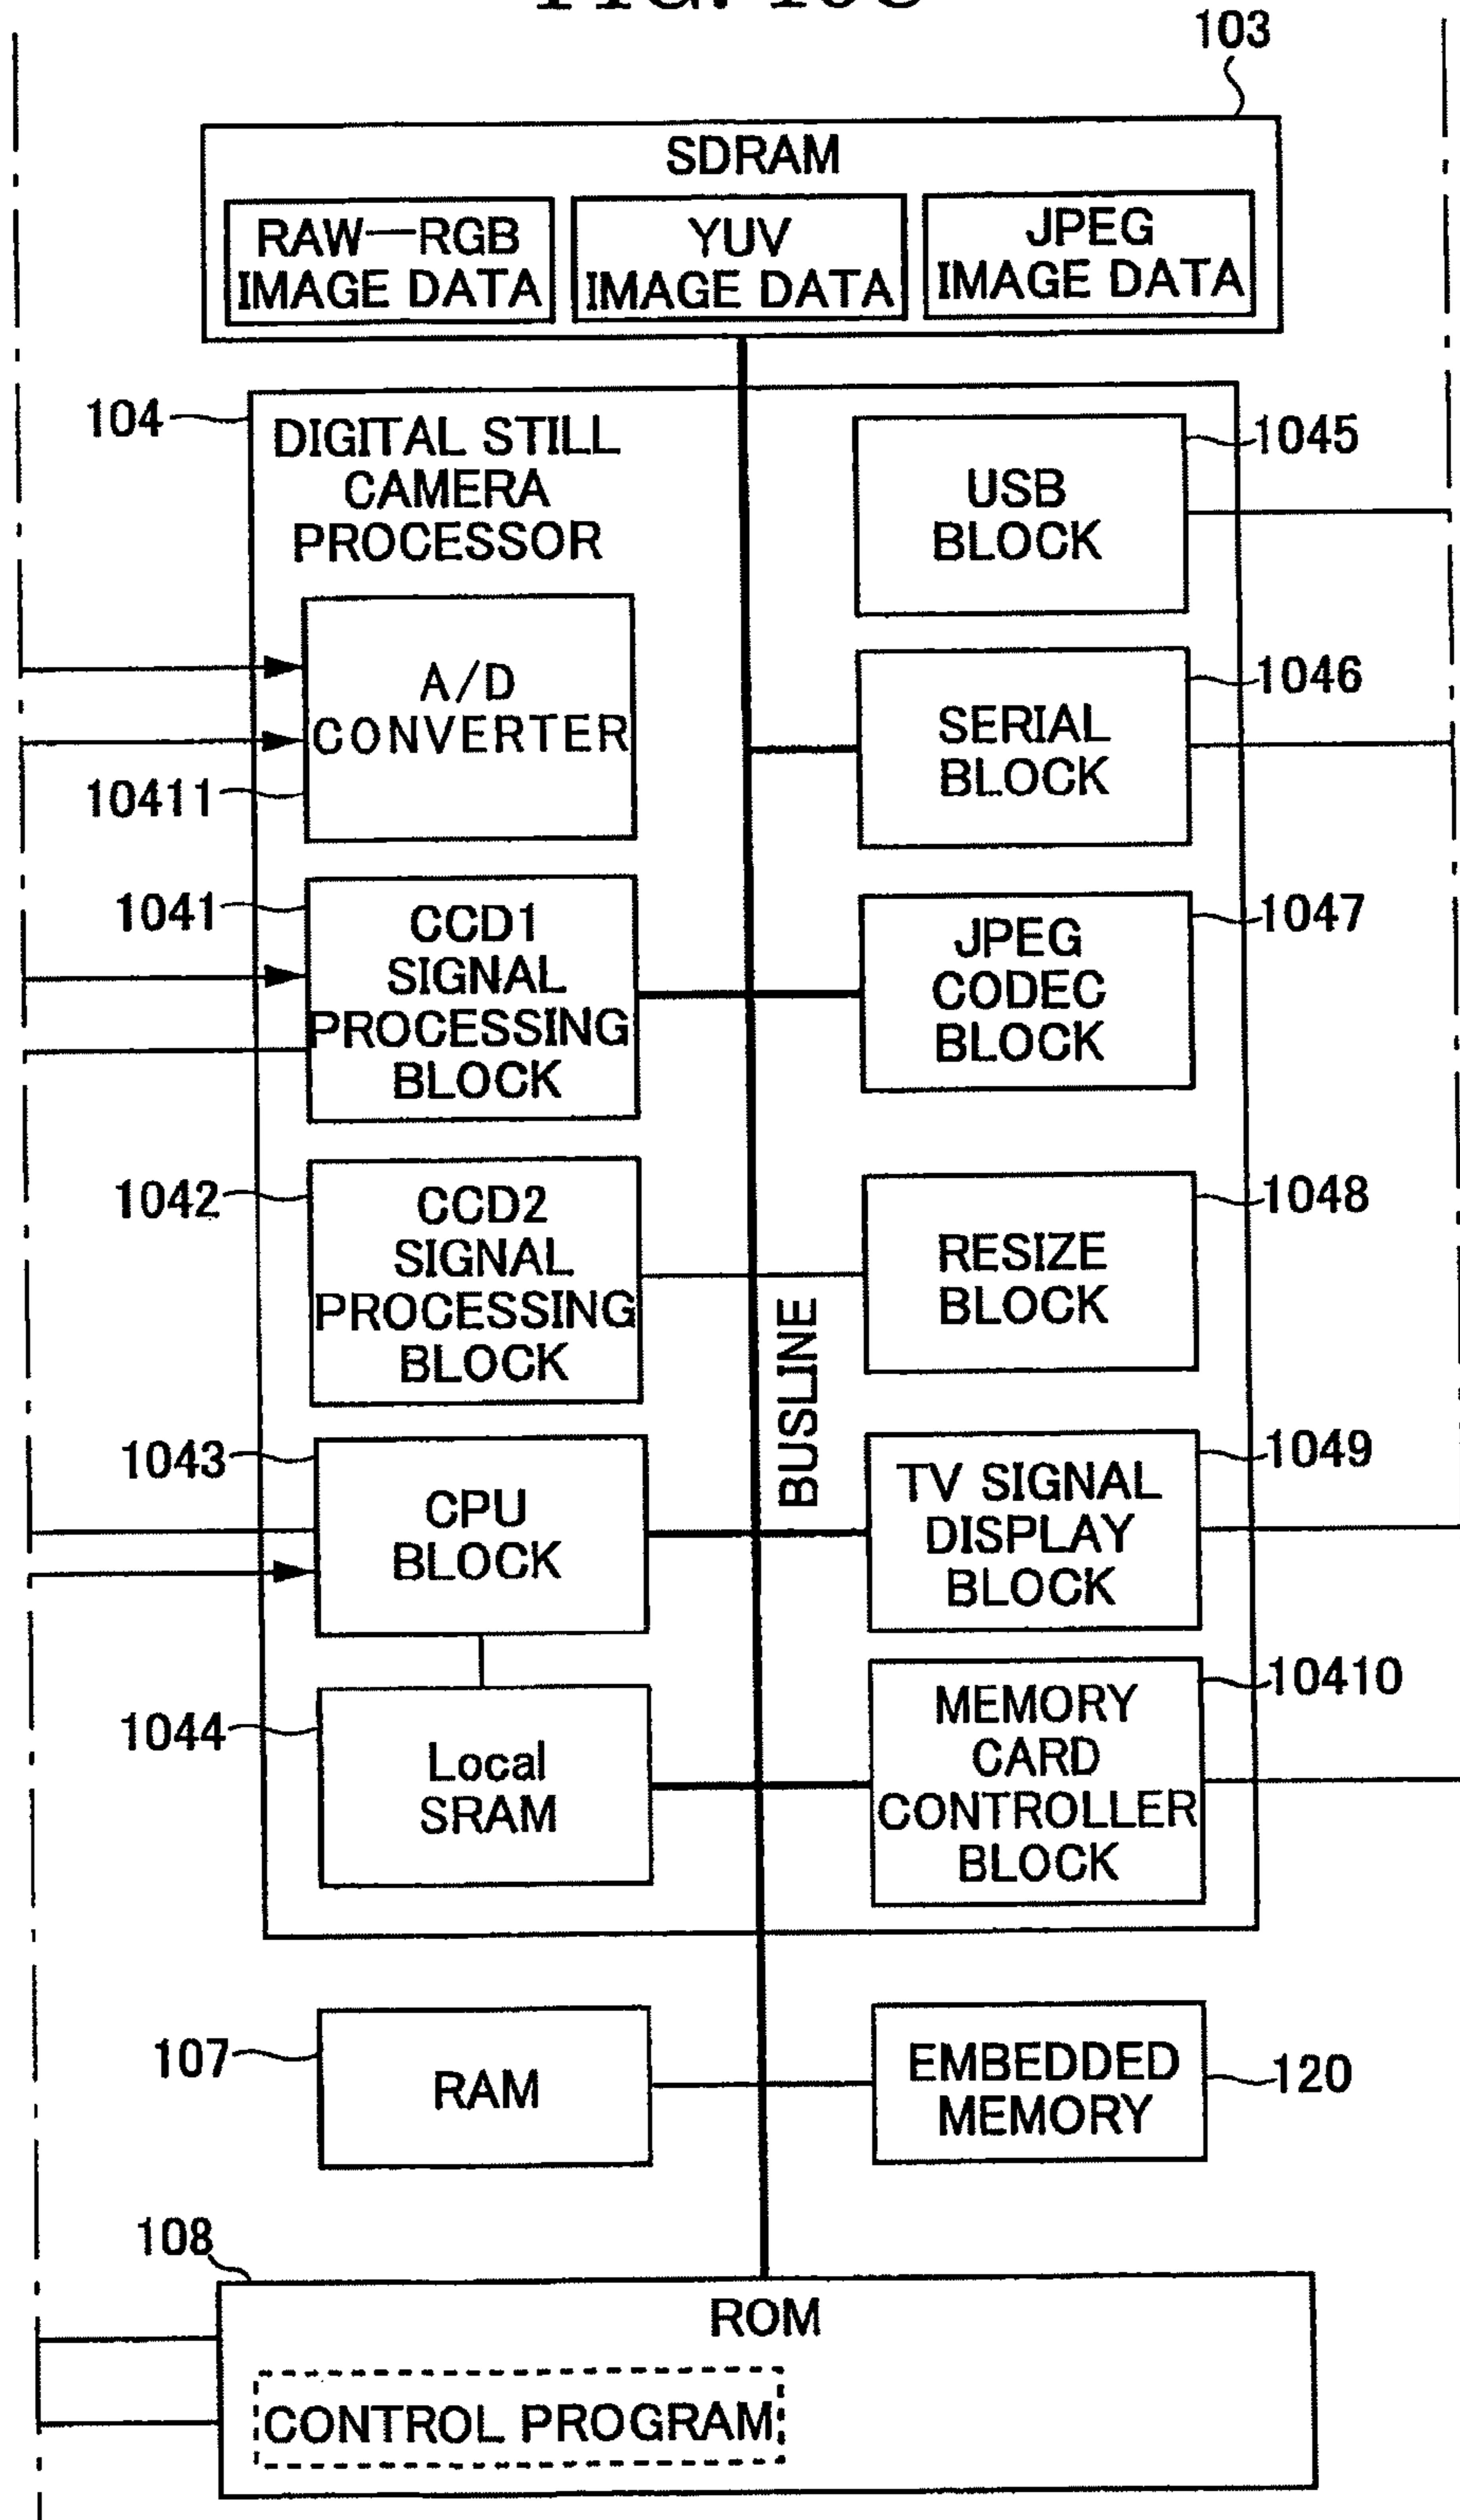 103
SDRAM
RAW—RGB
IMAGE DATA
YUV
IMAGE DATA
JPEG
IMAGE DATA
104
DIGITAL STILL
CAMERA
PROCESSOR
1045
USB
BLOCK
A/D
CONVERTER
10411
1046
SERIAL
BLOCK
1041
CCD1
SIGNAL
PROCESSING
BLOCK
1047
JPEG
CODEC
BLOCK
1042
CCD2
SIGNAL
PROCESSING
BLOCK
1048
RESIZE
BLOCK
BUSLINE
1043
CPU
BLOCK
1049
TV SIGNAL
DISPLAY
BLOCK
1044
Local
SRAM
10410
MEMORY
CARD
CONTROLLER
BLOCK
107
RAM
EMBEDDED
MEMORY
120
108
ROM
CONTROL PROGRAM